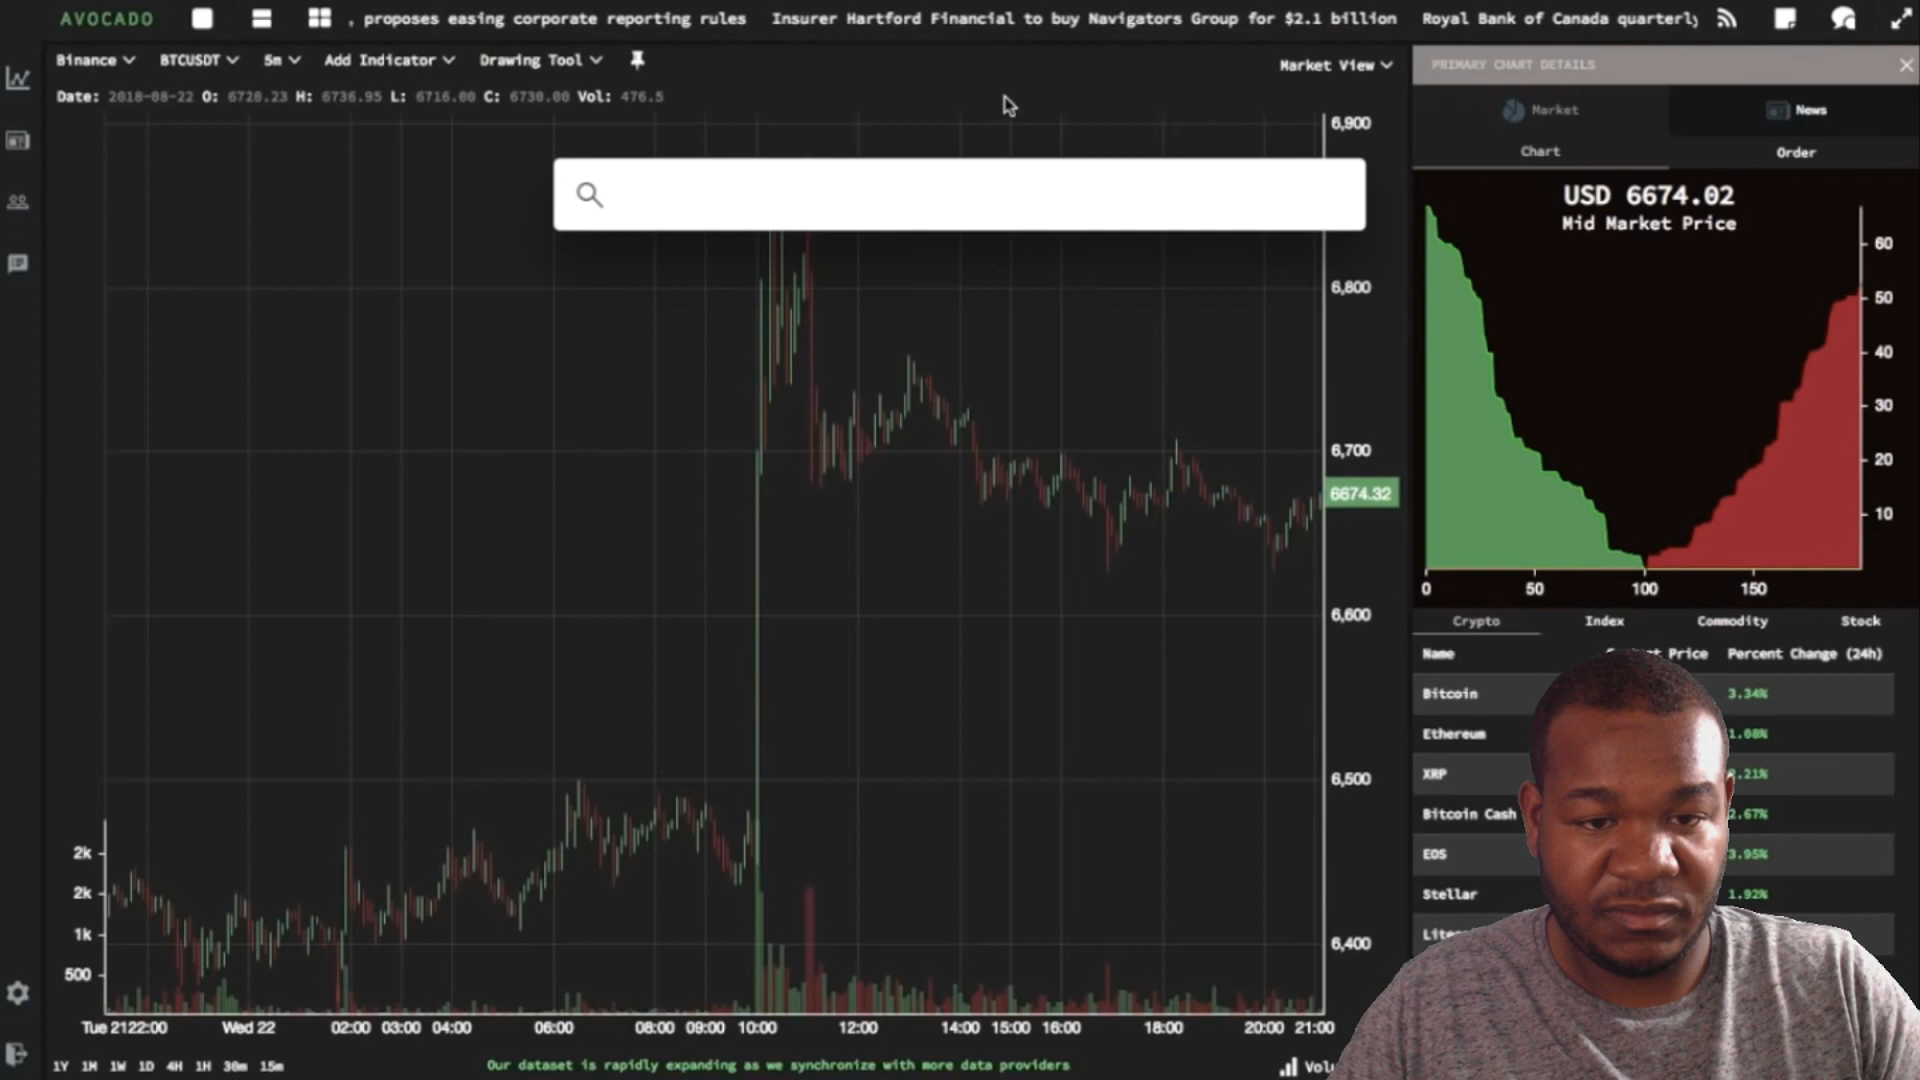 AVOCADO
, proposes easing corporate reporting rules
Insurer Hartford Financial to buy Navigators Group for $2.1 billion
Royal Bank of Canada quarterly
Binance BTCUSDT 5m Add Indicator Drawing Tool
Market View
Date: 2018-08-22 O: 6720.23 H: 6736.95 L: 6716.00 C: 6730.00 Vol: 476.5
6,900
6,800
6,700
6674.32
6,600
6,500
6,400
2k
2k
1k
500
Tue 21 22:00 Wed 22 02:00 03:00 04:00 06:00 08:00 09:00 10:00 12:00 14:00 15:00 16:00 18:00 20:00 21:00
1Y 1M 1W 1D 4H 1H 30m 15m
Our dataset is rapidly expanding as we synchronize with more data providers
PRIMARY CHART DETAILS
Market News
Chart Order
USD 6674.02
Mid Market Price
60
50
40
30
20
10
0 50 100 150
Crypto Index Commodity Stock
Name Price Percent Change (24h)
Bitcoin 3.34%
Ethereum 1.08%
XRP .21%
Bitcoin Cash 2.67%
EOS 3.95%
Stellar 1.92%